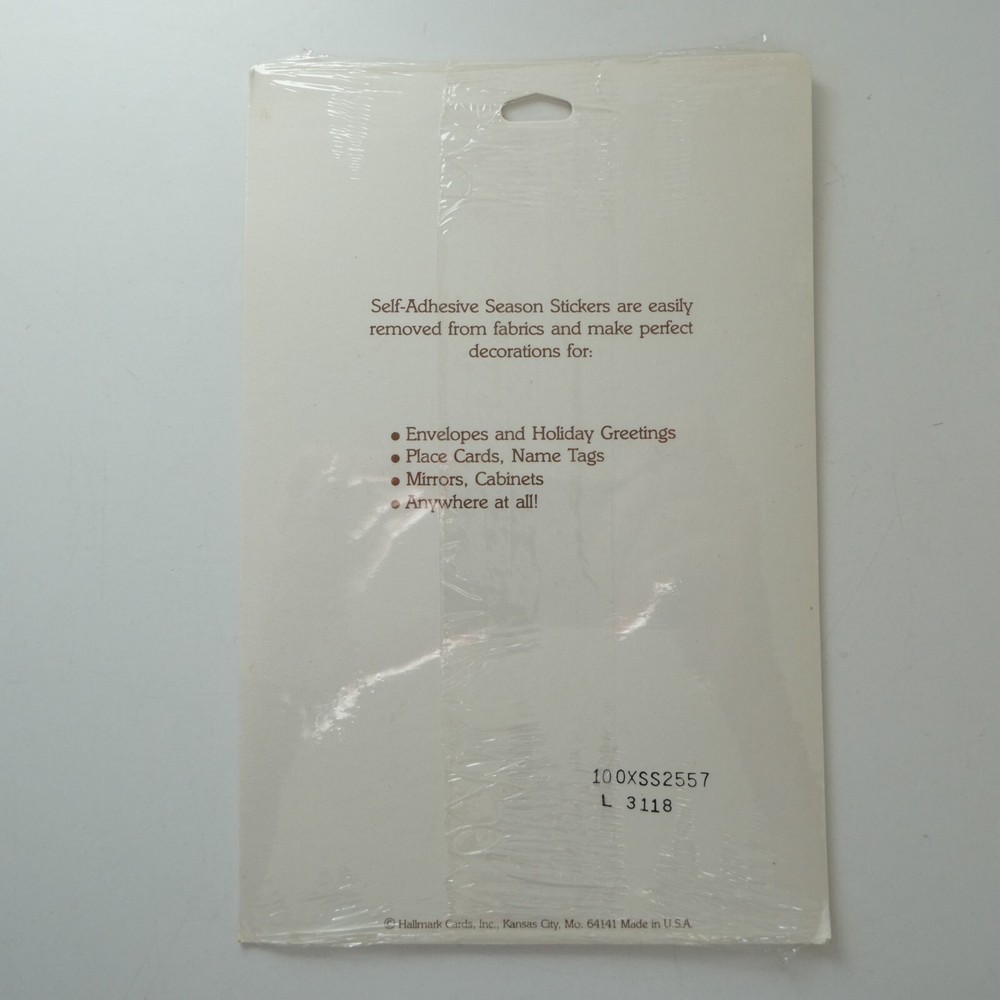 Self-Adhesive Season Stickers are easily
removed from fabrics and make perfect
decorations for:
• Envelopes and Holiday Greetings
• Place Cards, Name Tags
• Mirrors, Cabinets
• Anywhere at all!
100XSS2557
L 3118
© Hallmark Cards, Inc., Kansas City, Mo. 64141 Made in U.S.A.